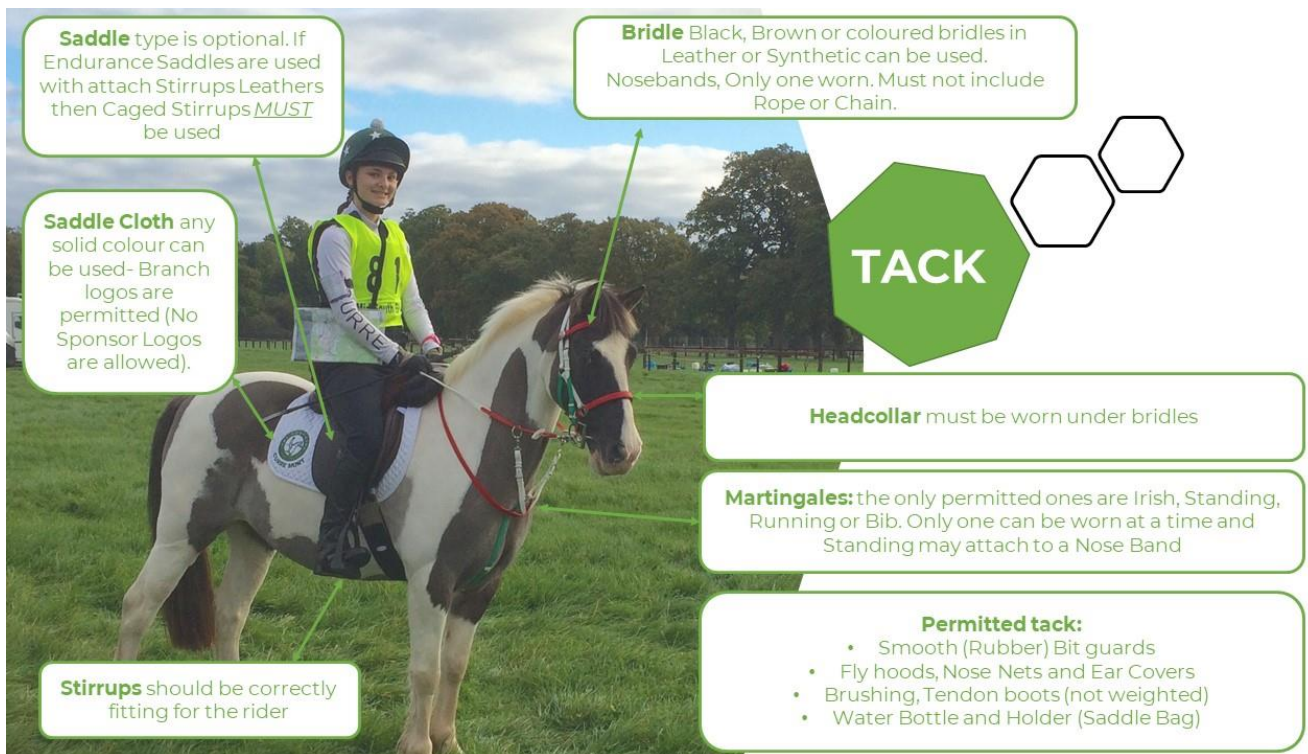 Saddle type is optional. If
Endurance Saddles are used
with attach Stirrups Leathers
then Caged Stirrups MUST
be used
Bridle Black, Brown or coloured bridles in
Leather or Synthetic can be used.
Nosebands, Only one worn. Must not include
Rope or Chain.
Saddle Cloth any
solid colour can
be used- Branch
logos are
permitted (No
Sponsor Logos
are allowed).
TACK
8 1
URRE
Headcollar must be worn under bridles
Martingales: the only permitted ones are Irish, Standing,
Running or Bib. Only one can be worn at a time and
Standing may attach to a Nose Band
Permitted tack:
• Smooth (Rubber) Bit guards
• Fly hoods, Nose Nets and Ear Covers
• Brushing, Tendon boots (not weighted)
• Water Bottle and Holder (Saddle Bag)
Stirrups should be correctly
fitting for the rider